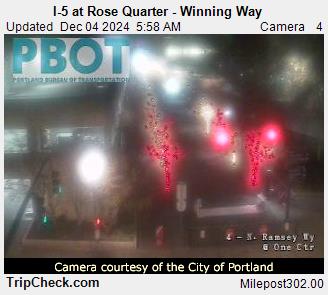 I-5 at Rose Quarter - Winning Way
Updated Dec 04 2024 5:58 AM Camera 4
PBOT
PORTLAND BUREAU OF TRANSPORTATION
4 - N. Ramsey Wy
@ One Ctr
Camera courtesy of the City of Portland
TripCheck.com Milepost302.00